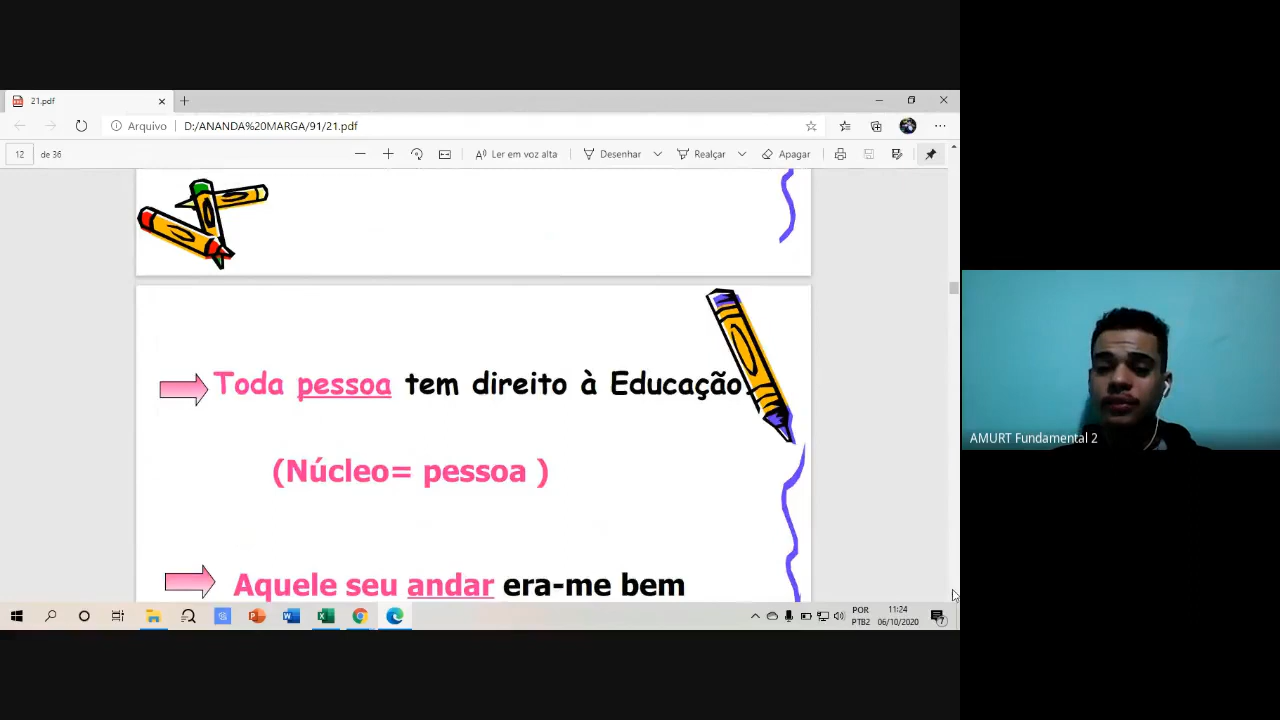 21.pdf
Arquivo D:/ANANDA%20MARGA/91/21.pdf
12 de 36 Ler em voz alta Desenhar Realçar Apagar
Toda pessoa tem direito à Educação.
(Núcleo= pessoa )
AMURT Fundamental 2
Aquele seu andar era-me bem
POR 11:24
PTB2 06/10/2020